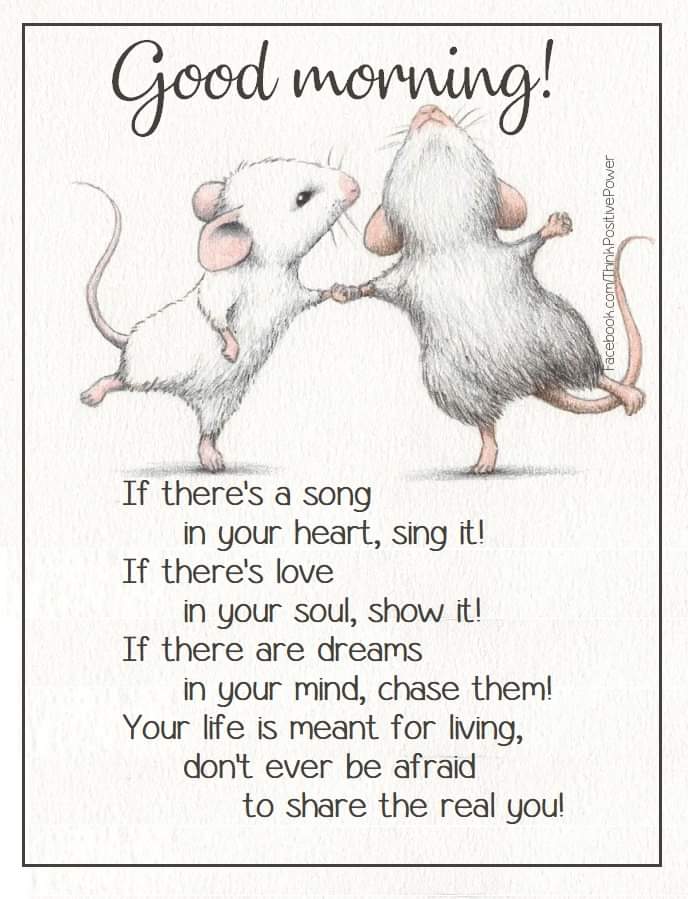 Good morning!
Facebook.com/ThinkPositivePower
If there's a song
in your heart, sing it!
If there's love
in your soul, show it!
If there are dreams
in your mind, chase them!
Your life is meant for living,
don't ever be afraid
to share the real you!